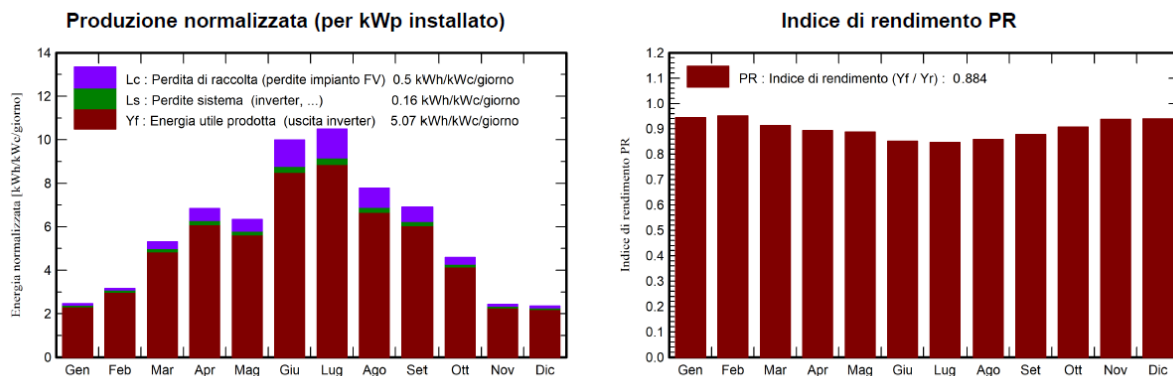 Produzione normalizzata (per kWp installato)
14
12
10
8
6
4
2
0
Energia normalizzata [kWh/kWc/giorno]
Lc : Perdita di raccolta (perdite impianto FV) 0.5 kWh/kWc/giorno
Ls : Perdite sistema (inverter, ...) 0.16 kWh/kWc/giorno
Yf : Energia utile prodotta (uscita inverter) 5.07 kWh/kWc/giorno
Gen Feb Mar Apr Mag Giu Lug Ago Set Ott Nov Dic
Indice di rendimento PR
1.2
1.1
1.0
0.9
0.8
0.7
0.6
0.5
0.4
0.3
0.2
0.1
0.0
Indice di rendimento PR
PR : Indice di rendimento (Yf / Yr) : 0.884
Gen Feb Mar Apr Mag Giu Lug Ago Set Ott Nov Dic